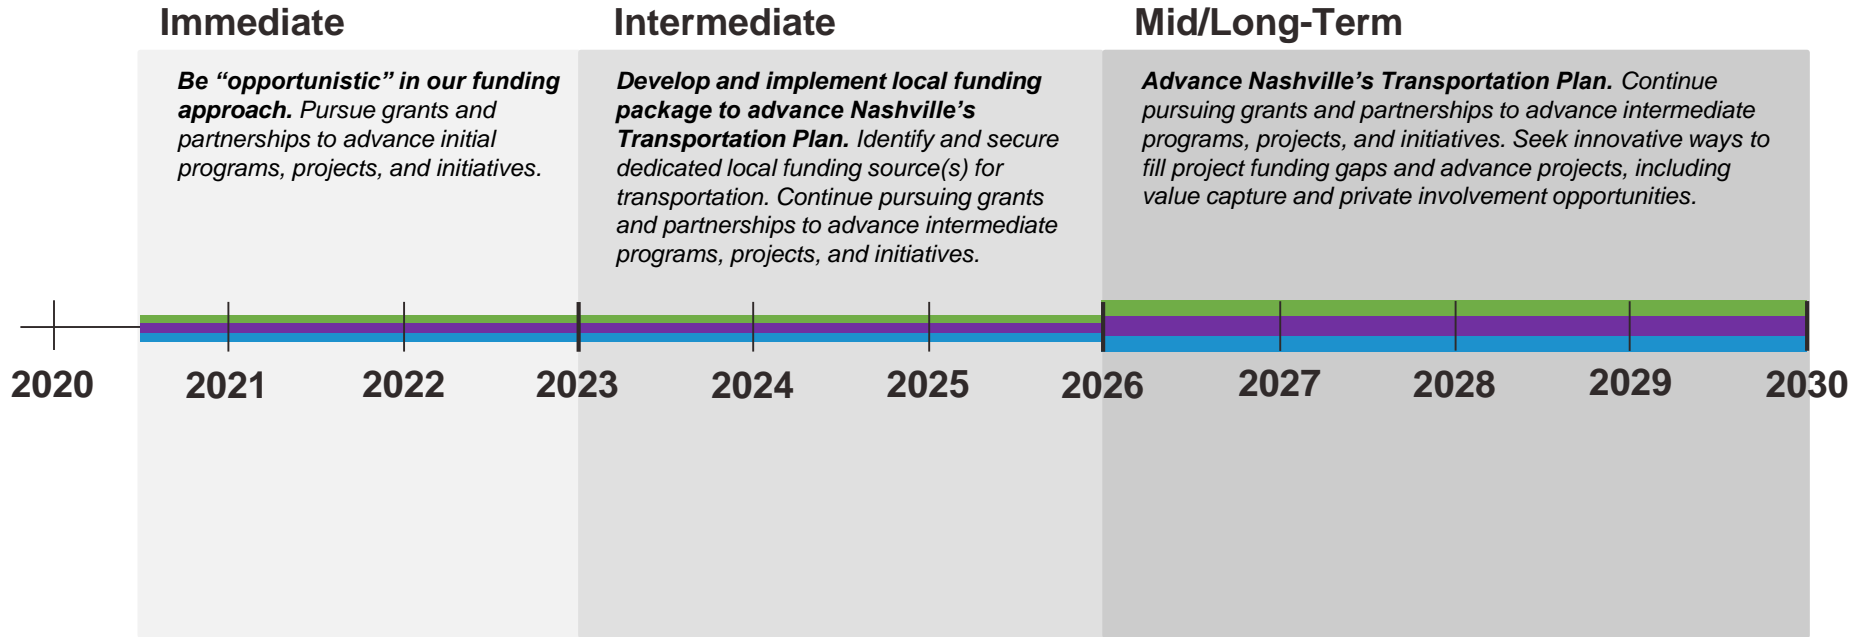 Immediate
Intermediate
Mid/Long-Term
Be “opportunistic” in our funding
approach. Pursue grants and
partnerships to advance initial
programs, projects, and initiatives.
Develop and implement local funding
package to advance Nashville’s
Transportation Plan. Identify and secure
dedicated local funding source(s) for
transportation. Continue pursuing grants
and partnerships to advance intermediate
programs, projects, and initiatives.
Advance Nashville’s Transportation Plan. Continue
pursuing grants and partnerships to advance intermediate
programs, projects, and initiatives. Seek innovative ways to
fill project funding gaps and advance projects, including
value capture and private involvement opportunities.
2020
2021
2022
2023
2024
2025
2026
2027
2028
2029
2030